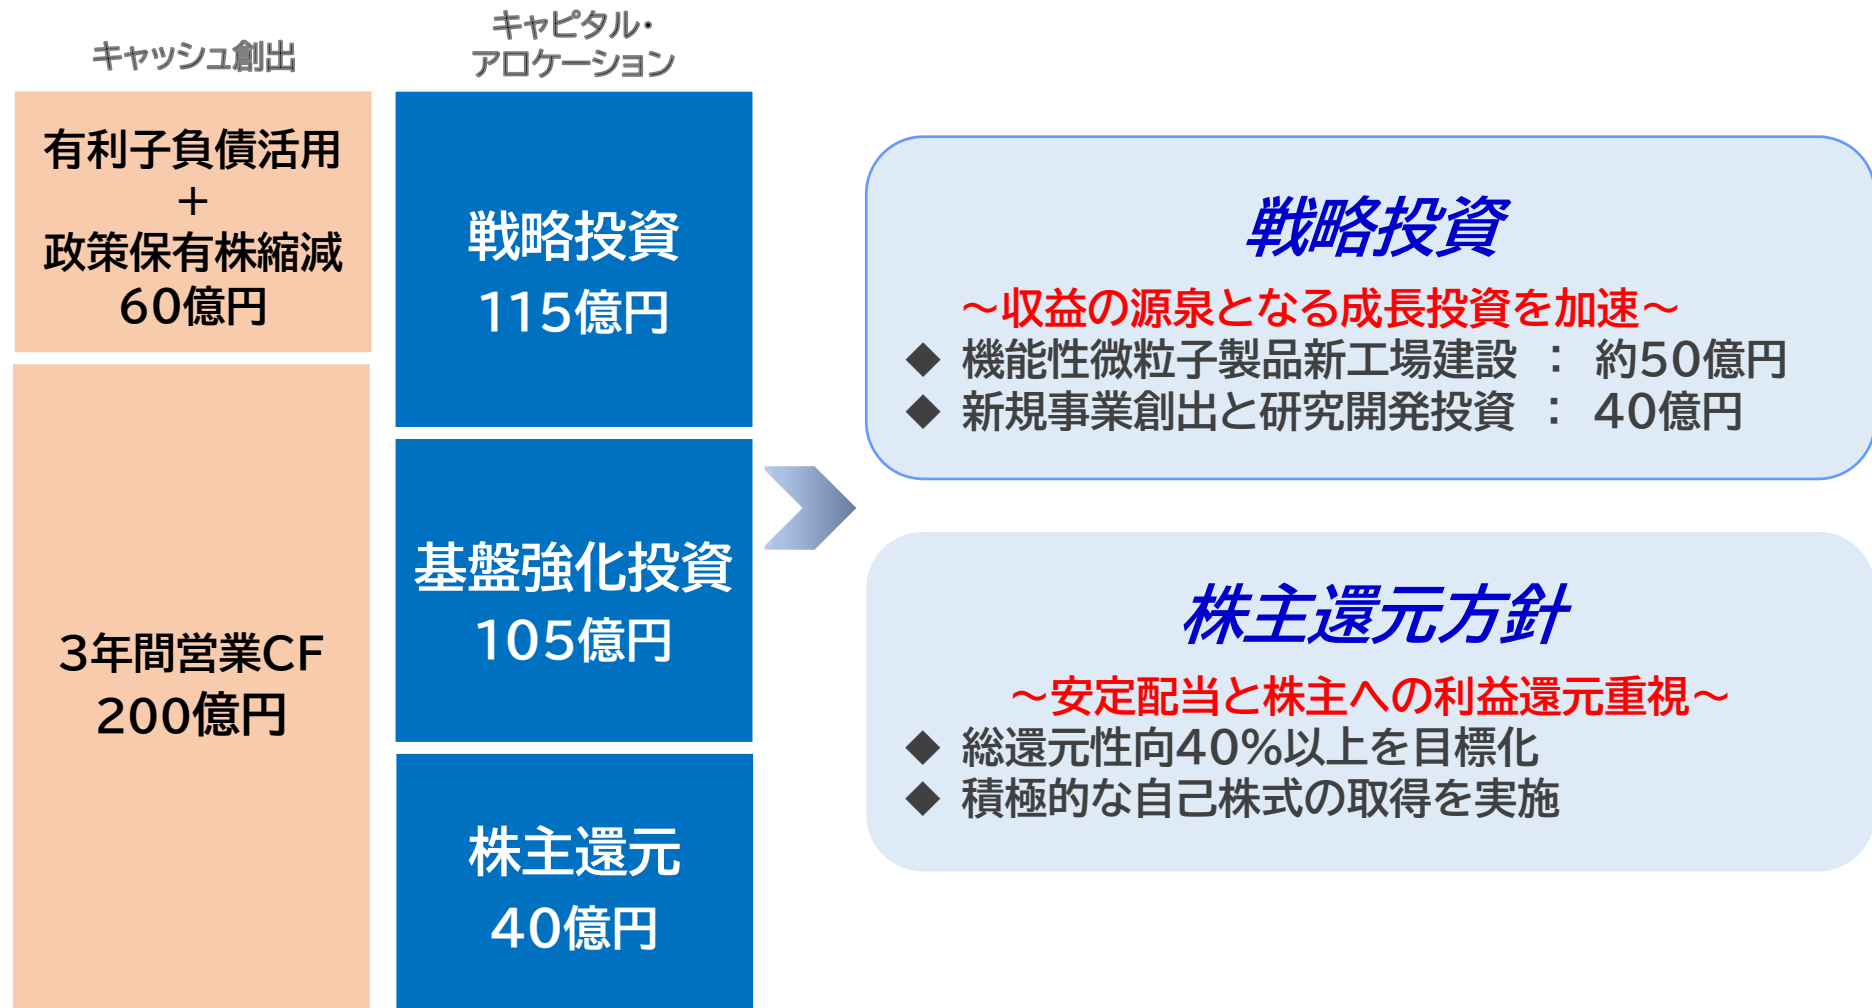 キャッシュ創出
有利子負債活用
＋
政策保有株縮減
60億円
3年間営業CF
200億円
キャピタル・
アロケーション
戦略投資
115億円
基盤強化投資
105億円
株主還元
40億円
戦略投資
～収益の源泉となる成長投資を加速～
◆ 機能性微粒子製品新工場建設 ： 約50億円
◆ 新規事業創出と研究開発投資 ： 40億円
株主還元方針
～安定配当と株主への利益還元重視～
◆ 総還元性向40%以上を目標化
◆ 積極的な自己株式の取得を実施